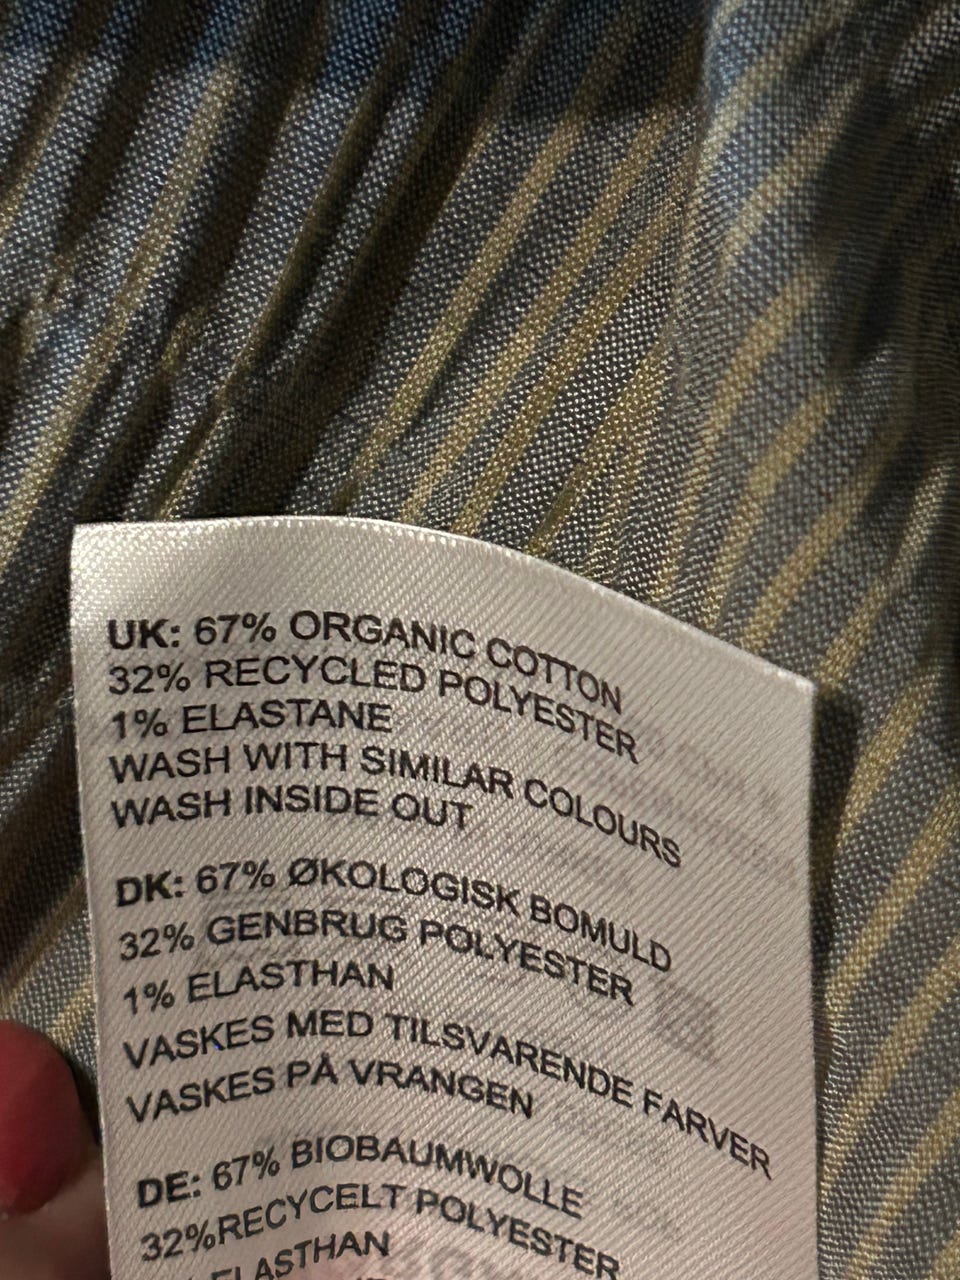 UK: 67% ORGANIC COTTON
32% RECYCLED POLYESTER
1% ELASTANE
WASH WITH SIMILAR COLOURS
WASH INSIDE OUT
DK: 67% ØKOLOGISK BOMULD
32% GENBRUG POLYESTER
1% ELASTHAN
VASKES MED TILSVARENDE FARVER
VASKES PÅ VRANGEN
DE: 67% BIOBAUMWOLLE
32%RECYCELT POLYESTER
ELASTHAN